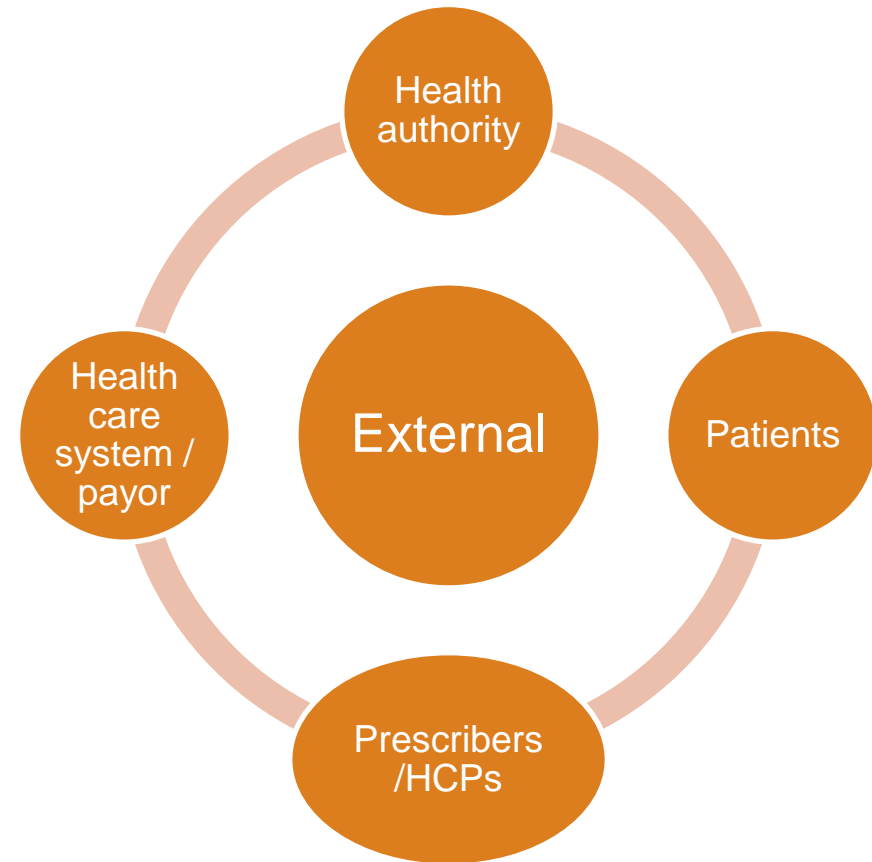 Health
authority
Health
care
system /
payor
External
Patients
Prescribers
/HCPs